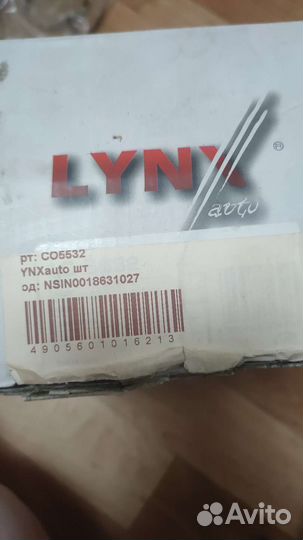 LYNX
®
auto
рт: CO5532
YNXauto шт
од: NSIN0018631027
4905601016213
Avito